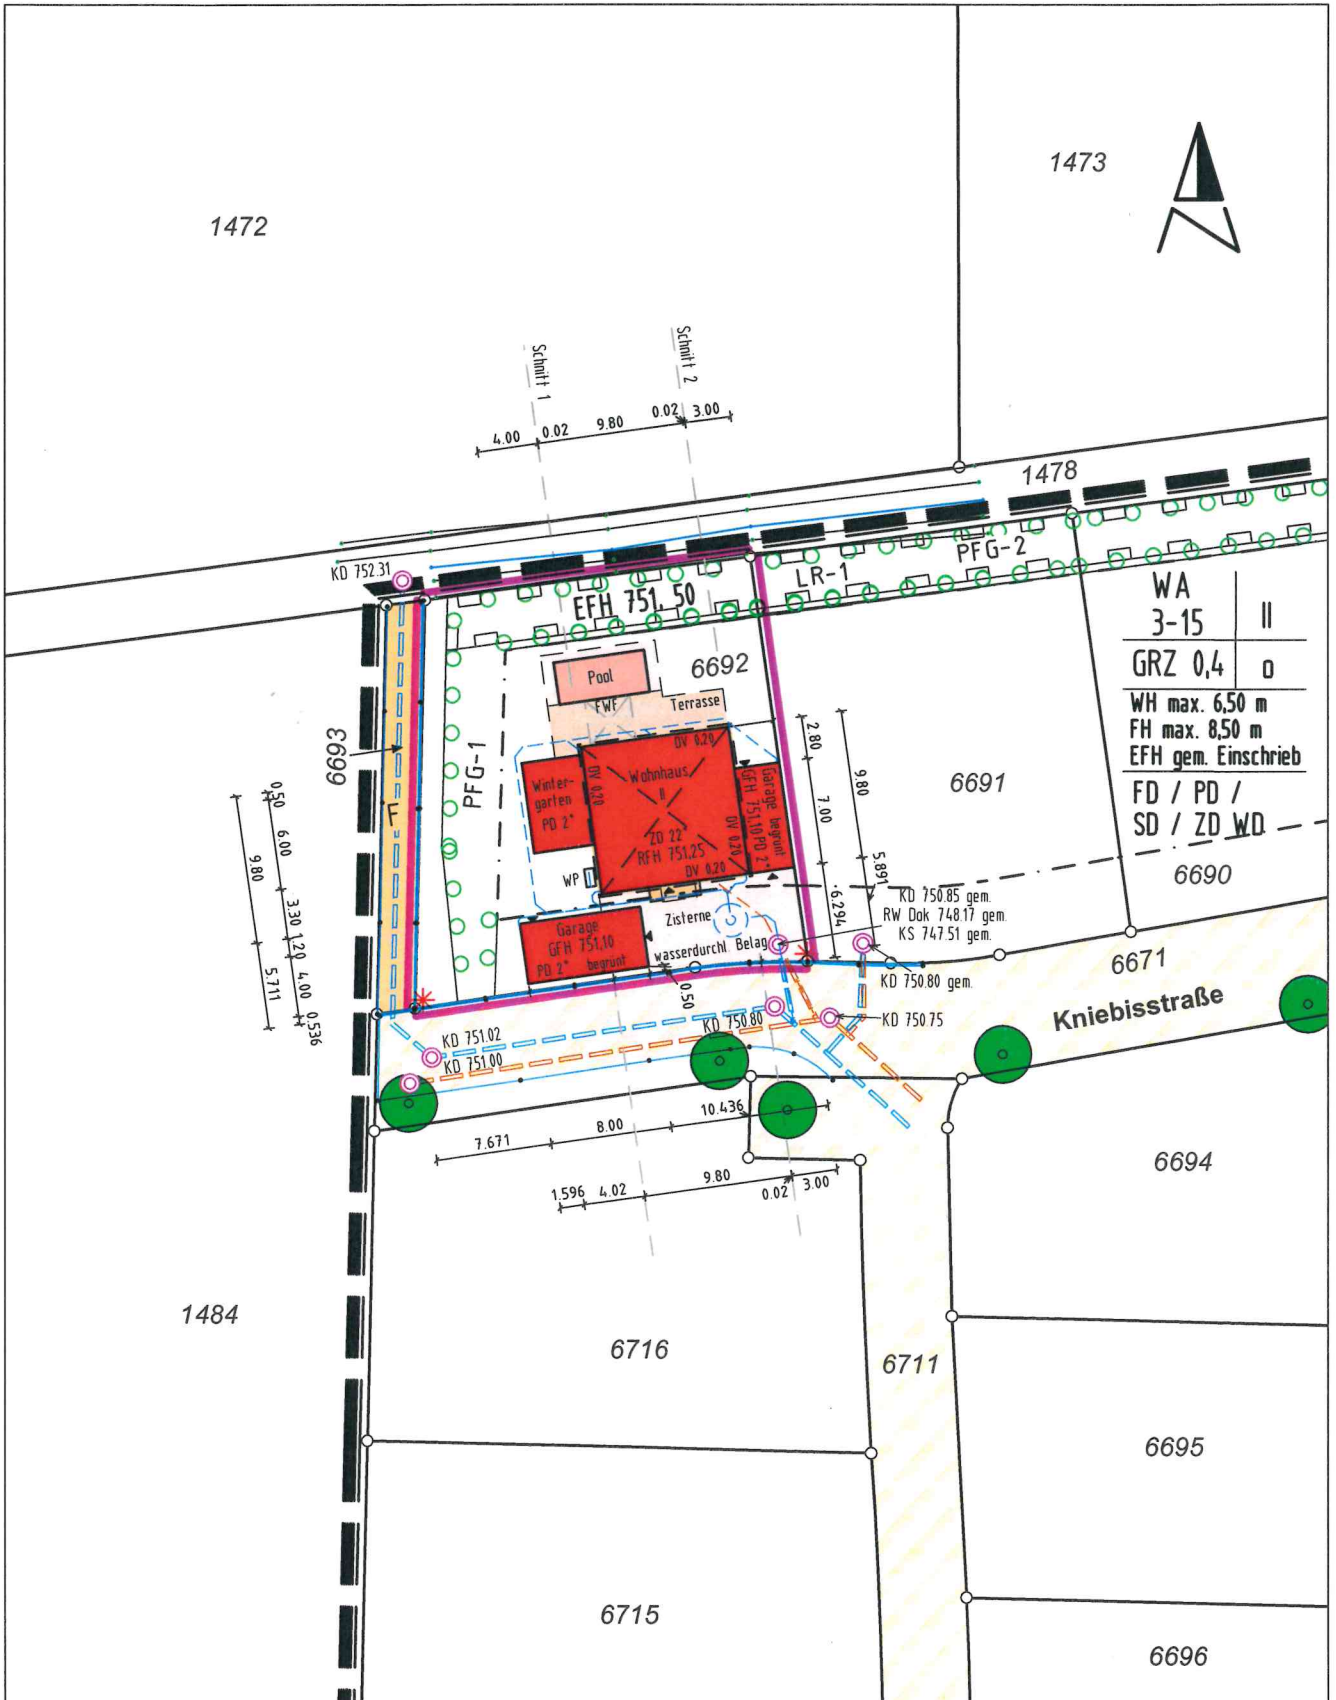 1472
1473
Schnitt 1
Schnitt 2
4.00
0.02
9.80
0.02
3.00
1478
KD 752.31
PFG-2
LR-1
EFH 751, 50
WA
3-15
II
GRZ 0,4
o
WH max. 6,50 m
FH max. 8,50 m
EFH gem. Einschrieb
FD / PD /
SD / ZD WD
6692
Pool
FWF
Terrasse
6693
F
PFG-1
DV 0,20
DV 0,20
DV 0,20
DV 0,20
Wohnhaus
II
ZD 22°
RFH 751,25
Winter-
garten
PD 2°
Garage begrünt
GFH 751,10 PD 2°
WP
2.80
7.00
6.294
9.80
5.891
6691
6690
0.50
6.00
3.30
1.20
4.00
0.536
9.80
5.711
Garage
GFH 751,10
PD 2° begrünt
Zisterne
wasserdurchl. Belag
KD 750.85 gem.
RW Dok 748.17 gem.
KS 747.51 gem.
KD 750.80 gem.
6671
Kniebisstraße
0.50
KD 751.02
KD 751.00
KD 750.80
KD 750.75
7.671
8.00
10.436
1.596
4.02
9.80
0.02
3.00
6694
1484
6716
6711
6695
6715
6696